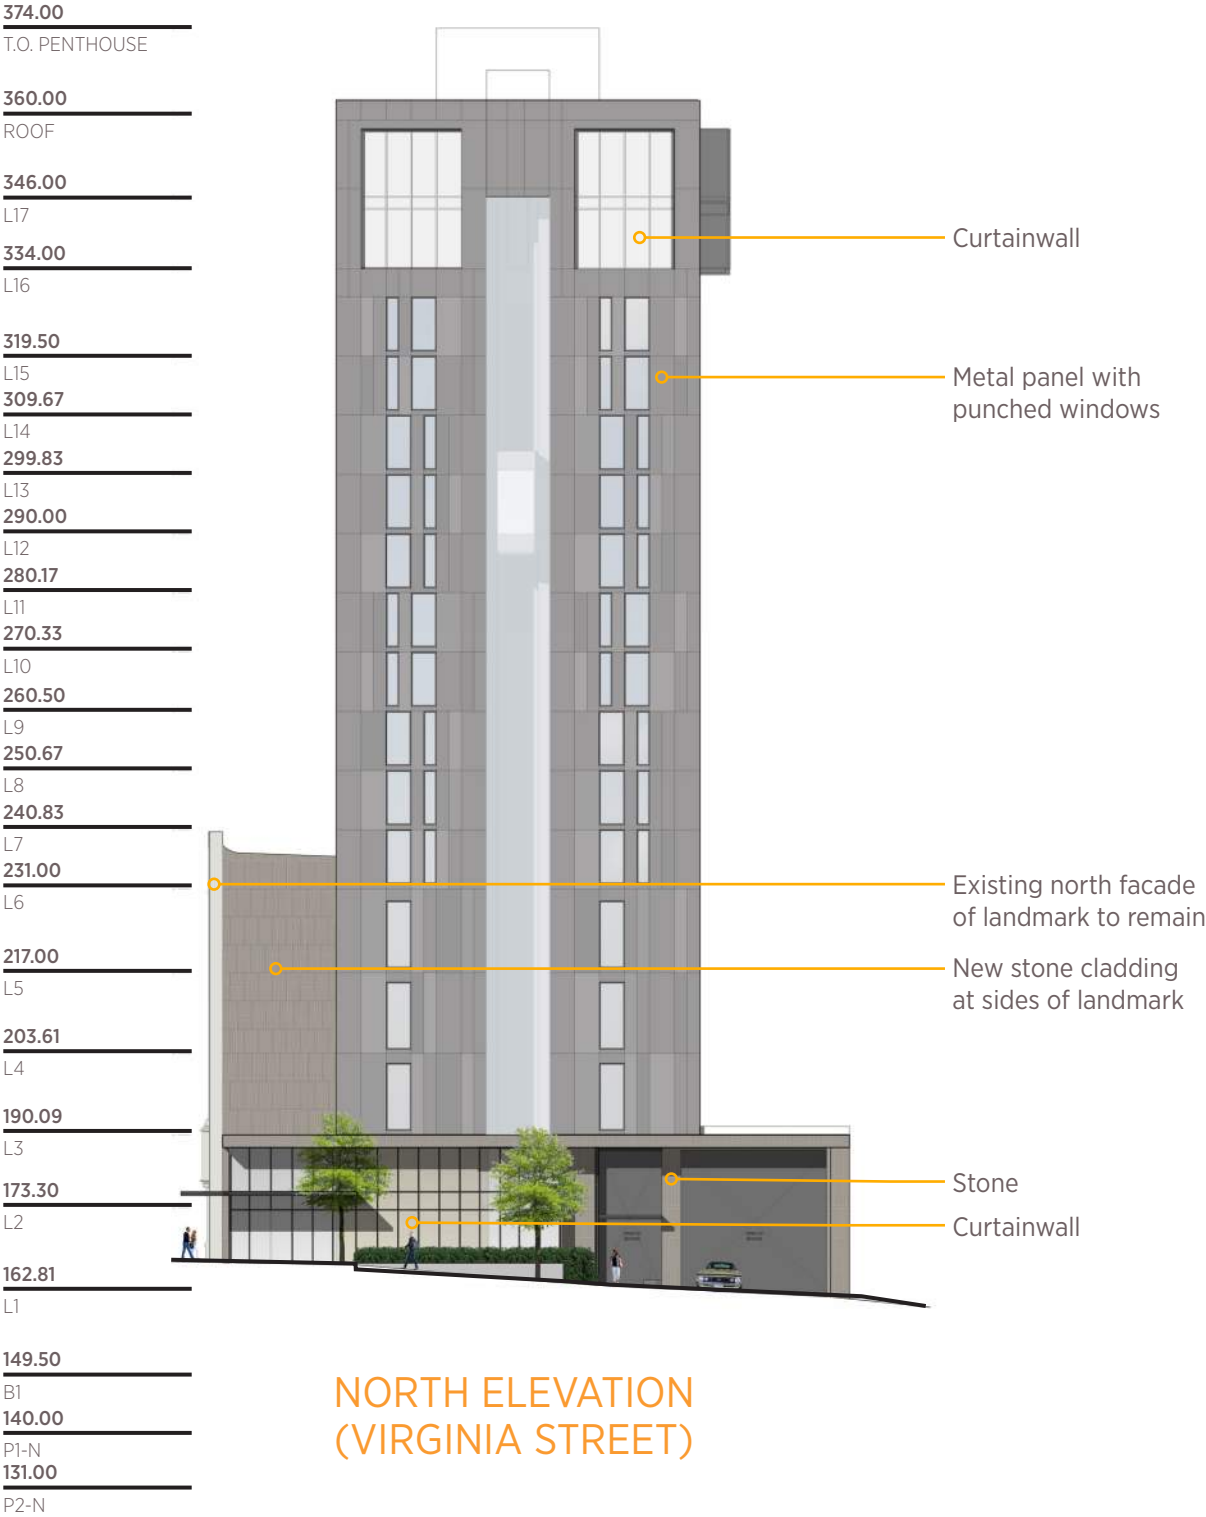 374.00
T.O. PENTHOUSE
360.00
ROOF
346.00
L17
334.00
L16
319.50
L15
309.67
L14
299.83
L13
290.00
L12
280.17
L11
270.33
L10
260.50
L9
250.67
L8
240.83
L7
231.00
L6
217.00
L5
203.61
L4
190.09
L3
173.30
L2
162.81
L1
149.50
B1
140.00
P1-N
131.00
P2-N
Curtainwall
Metal panel with
punched windows
Existing north facade
of landmark to remain
New stone cladding
at sides of landmark
Stone
Curtainwall
NORTH ELEVATION
(VIRGINIA STREET)